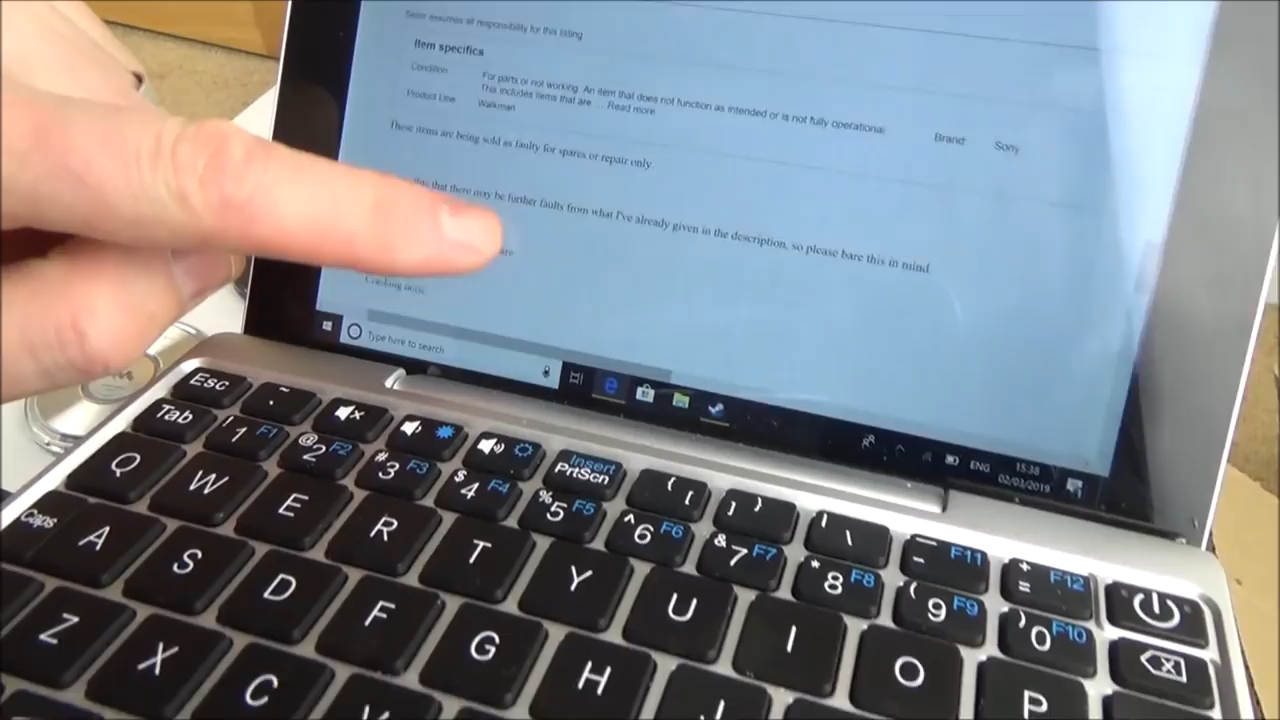 Seller assumes all responsibility for this listing
Item specifics
Condition
For parts or not working: An item that does not function as intended or is not fully operational.
This includes items that are ... Read more
Brand: Sony
Product Line
Walkman
These items are being sold as faulty for spares or repair only.
that there may be further faults from what I've already given in the description, so please bare this in mind
are
Crackling noise
Type here to search
ENG
15:38
02/03/2019
Esc ~ `
Tab ! 1 F1 @ 2 F2 # 3 F3 $ 4 F4 % 5 F5 Insert PrtScn ^ 6 F6 & 7 F7 * 8 F8 ( 9 F9 ) 0 F10
{ [ ] } | \ — - F11 + = F12
Q W E R T Y U I O P
Caps A S D F G H J
Z X C V